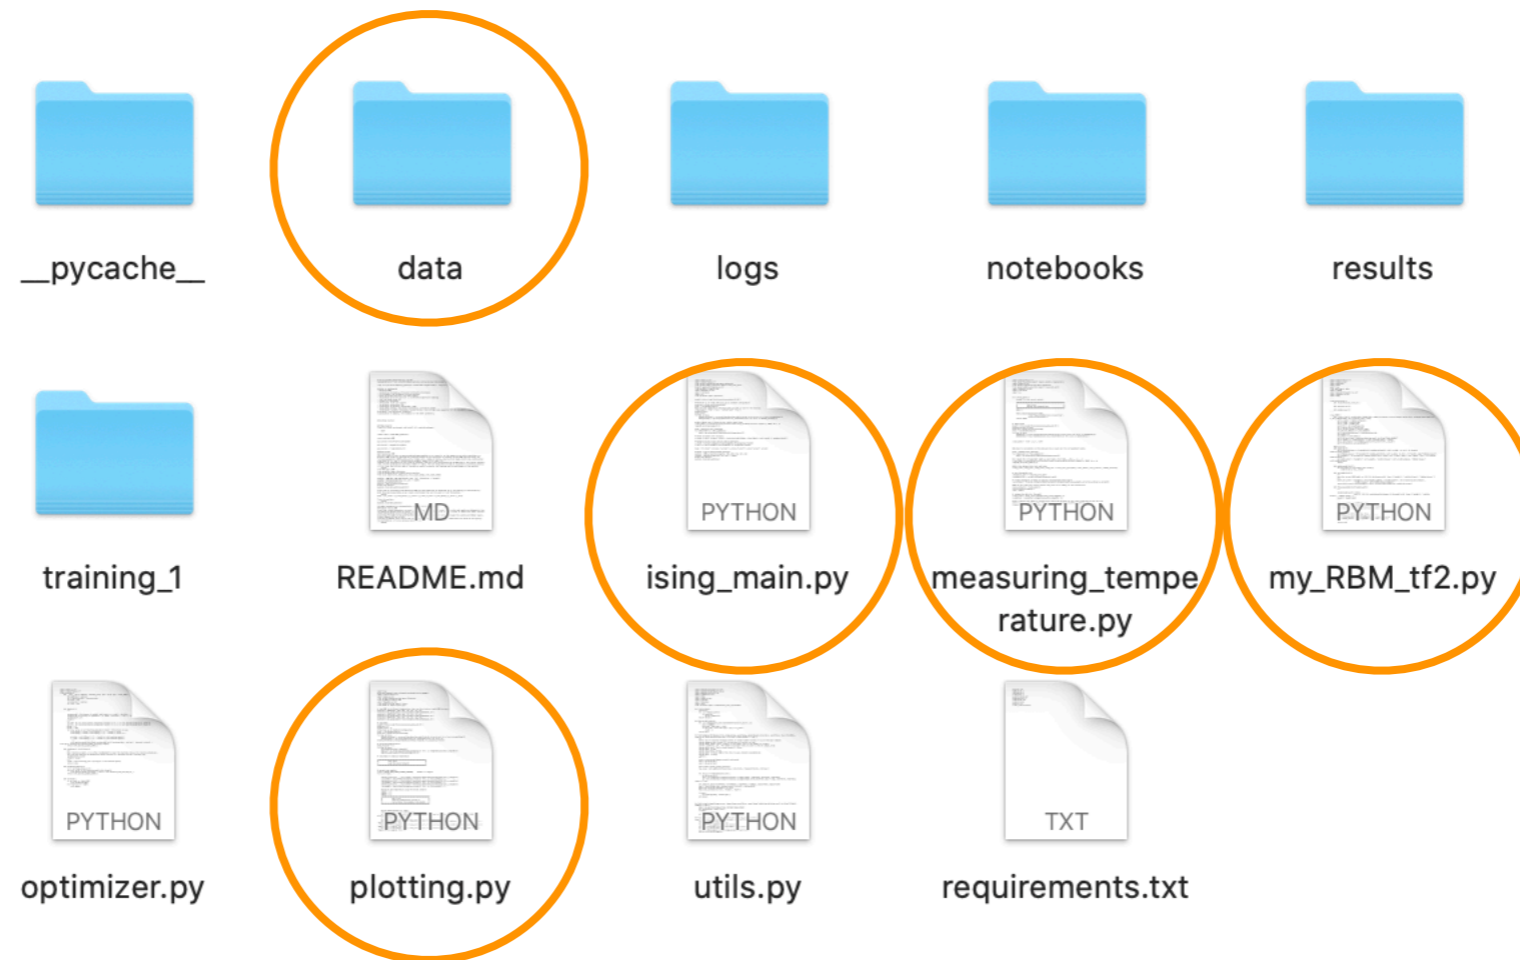 __pycache__
data
logs
notebooks
results
MD
PYTHON
PYTHON
PYTHON
training_1
README.md
ising_main.py
measuring_tempe
rature.py
my_RBM_tf2.py
PYTHON
PYTHON
PYTHON
TXT
optimizer.py
plotting.py
utils.py
requirements.txt